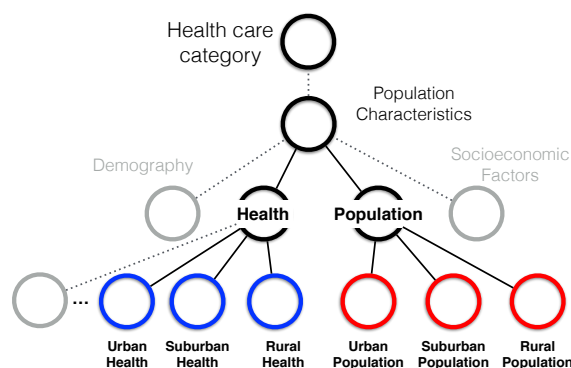 Health care
category
Population
Characteristics
Demography
Socioeconomic
Factors
Health
Population
...
Urban
Health
Suburban
Health
Rural
Health
Urban
Population
Suburban
Population
Rural
Population